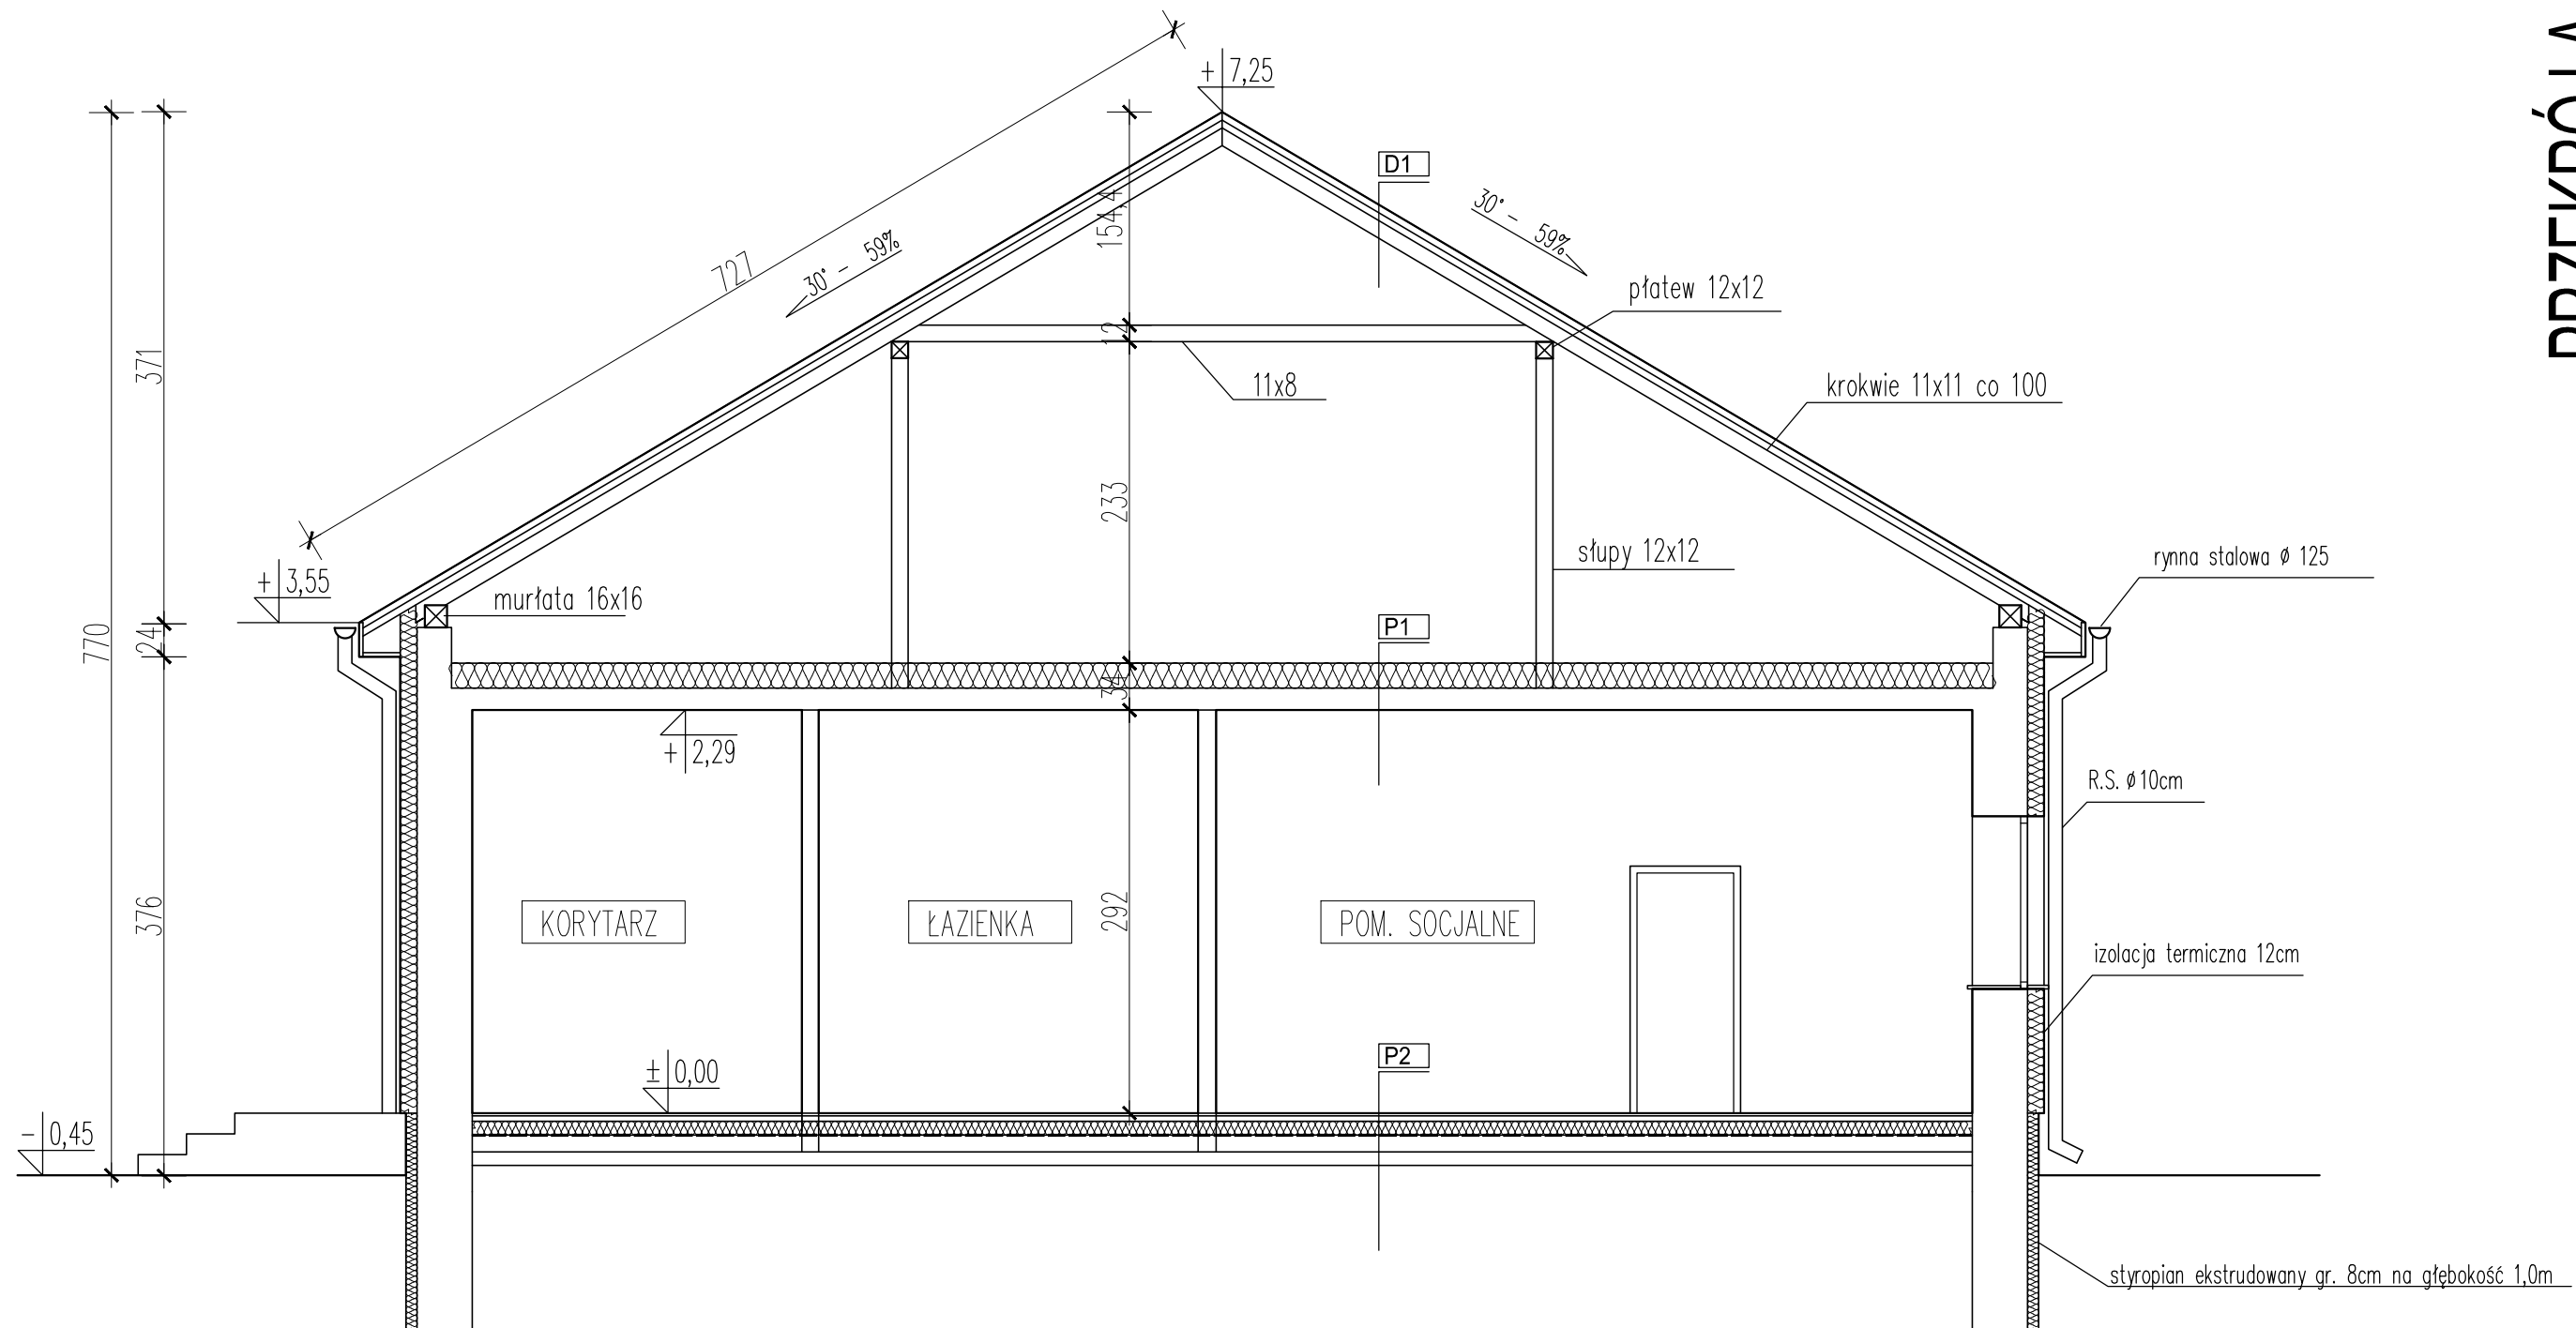 + 7,25
D1
154,4
30° - 59%
30° - 59%
727
płatew 12x12
12
11x8
krokwie 11x11 co 100
371
233
słupy 12x12
rynna stalowa ø 125
+ 3,55
murłata 16x16
P1
770
24
34
+ 2,29
R.S. ø10cm
376
KORYTARZ
ŁAZIENKA
292
POM. SOCJALNE
izolacja termiczna 12cm
± 0,00
P2
- 0,45
styropian ekstrudowany gr. 8cm na głębokość 1,0m